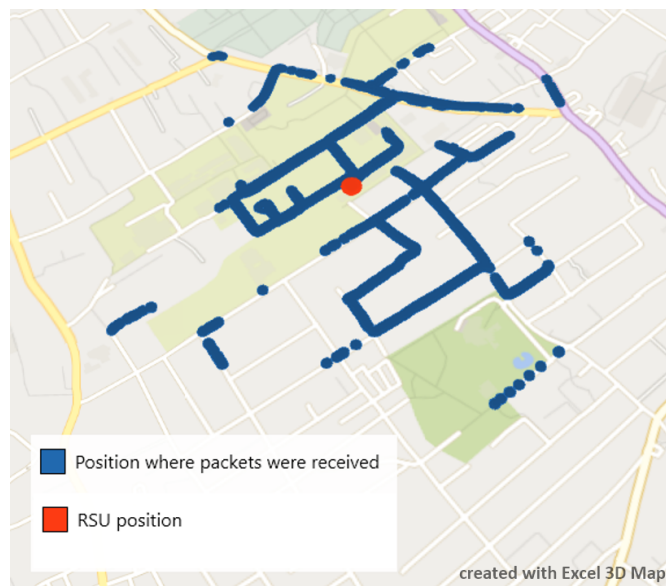 Position where packets were received
RSU position
created with Excel 3D Map